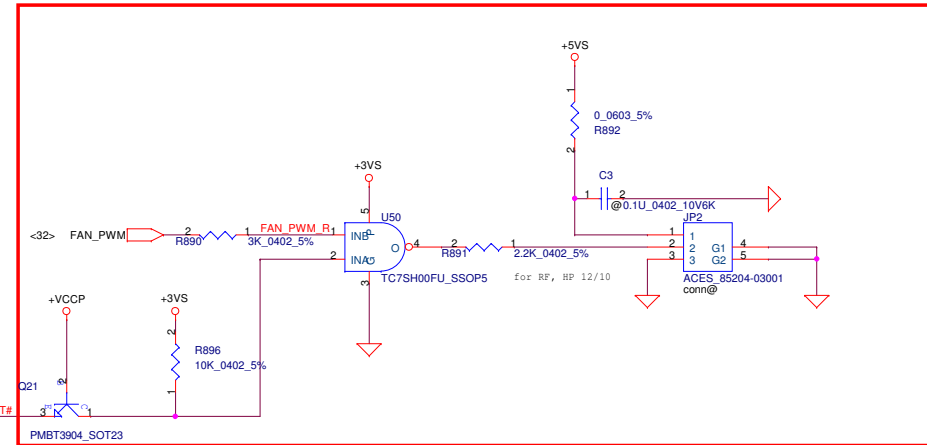 +5VS
1
0_0603_5%
R892
2
C3
1 2
@0.1U_0402_10V6K
+3VS
5
U50
<32> FAN_PWM
2 1
FAN_PWM_R
R890 3K_0402_5%
1 INB P
2 INA G
O 4
3
TC7SH00FU_SSOP5
2 1
R891 2.2K_0402_5%
for RF, HP 12/10
JP2
1 1
2 2
3 3
G1 4
G2 5
ACES_85204-03001
conn@
+VCCP
+3VS
2
R896
10K_0402_5%
1
Q21
2 B
T# 3 E C 1
PMBT3904_SOT23